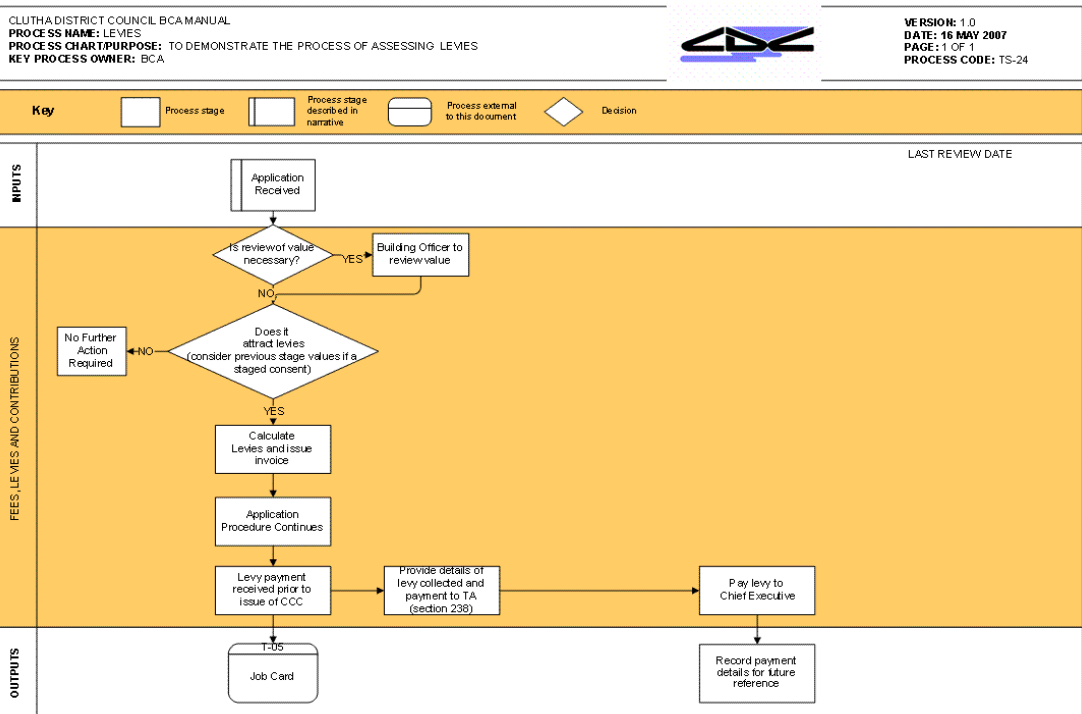 CLUTHA DISTRICT COUNCIL BCA MANUAL
PROCESS NAME: LEVIES
PROCESS CHART/PURPOSE: TO DEMONSTRATE THE PROCESS OF ASSESSING LEVIES
KEY PROCESS OWNER: BCA
CDC
VERSION: 1.0
DATE: 16 MAY 2007
PAGE: 1 OF 1
PROCESS CODE: TS-24
Key
Process stage
Process stage
described in
narrative
Process external
to this document
Decision
LAST REVIEW DATE
INPUTS
Application
Received
FEES, LEVIES AND CONTRIBUTIONS
Is review of value
necessary?
YES
Building Officer to
review value
NO
Does it
attract levies
(consider previous stage values if a
staged consent)
NO
No Further
Action
Required
YES
Calculate
Levies and issue
invoice
Application
Procedure Continues
Levy payment
received prior to
issue of CCC
Provide details of
levy collected and
payment to TA
(section 238)
Pay levy to
Chief Executive
OUTPUTS
T-05
Job Card
Record payment
details for future
reference